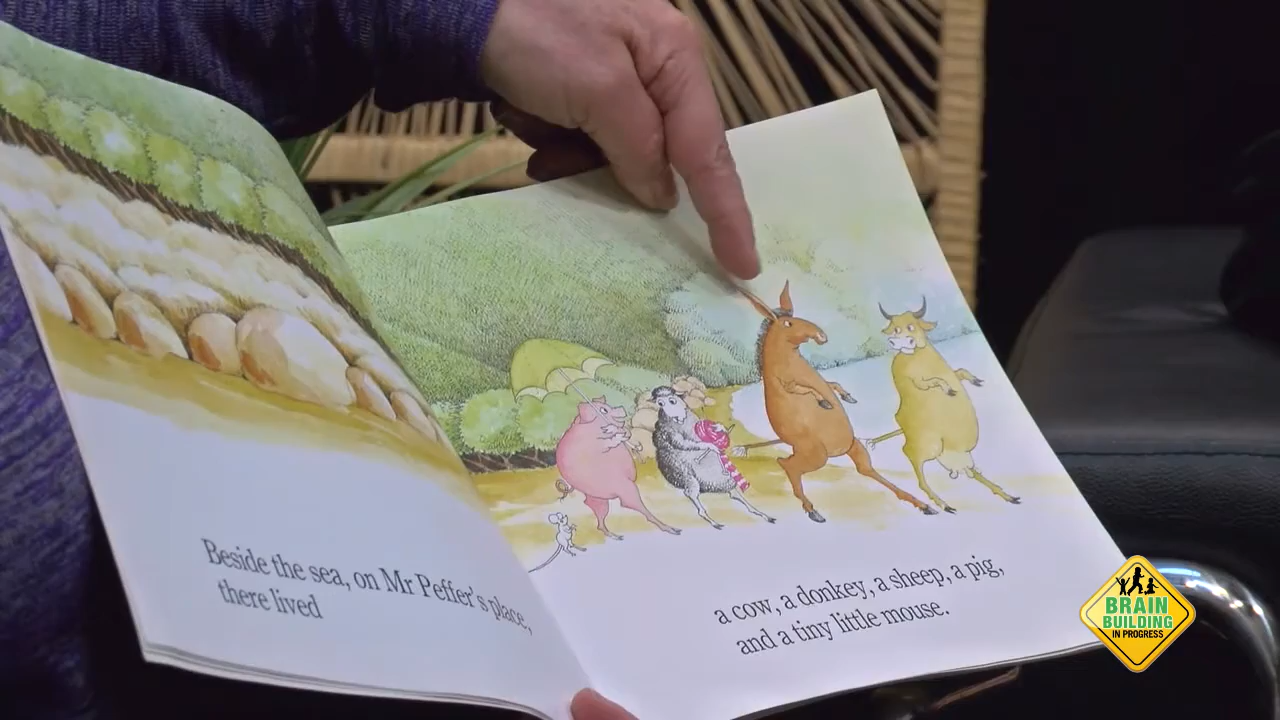 Beside the sea, on Mr Peffer's place,
there lived
a cow, a donkey, a sheep, a pig,
and a tiny little mouse.
BRAIN
BUILDING
IN PROGRESS